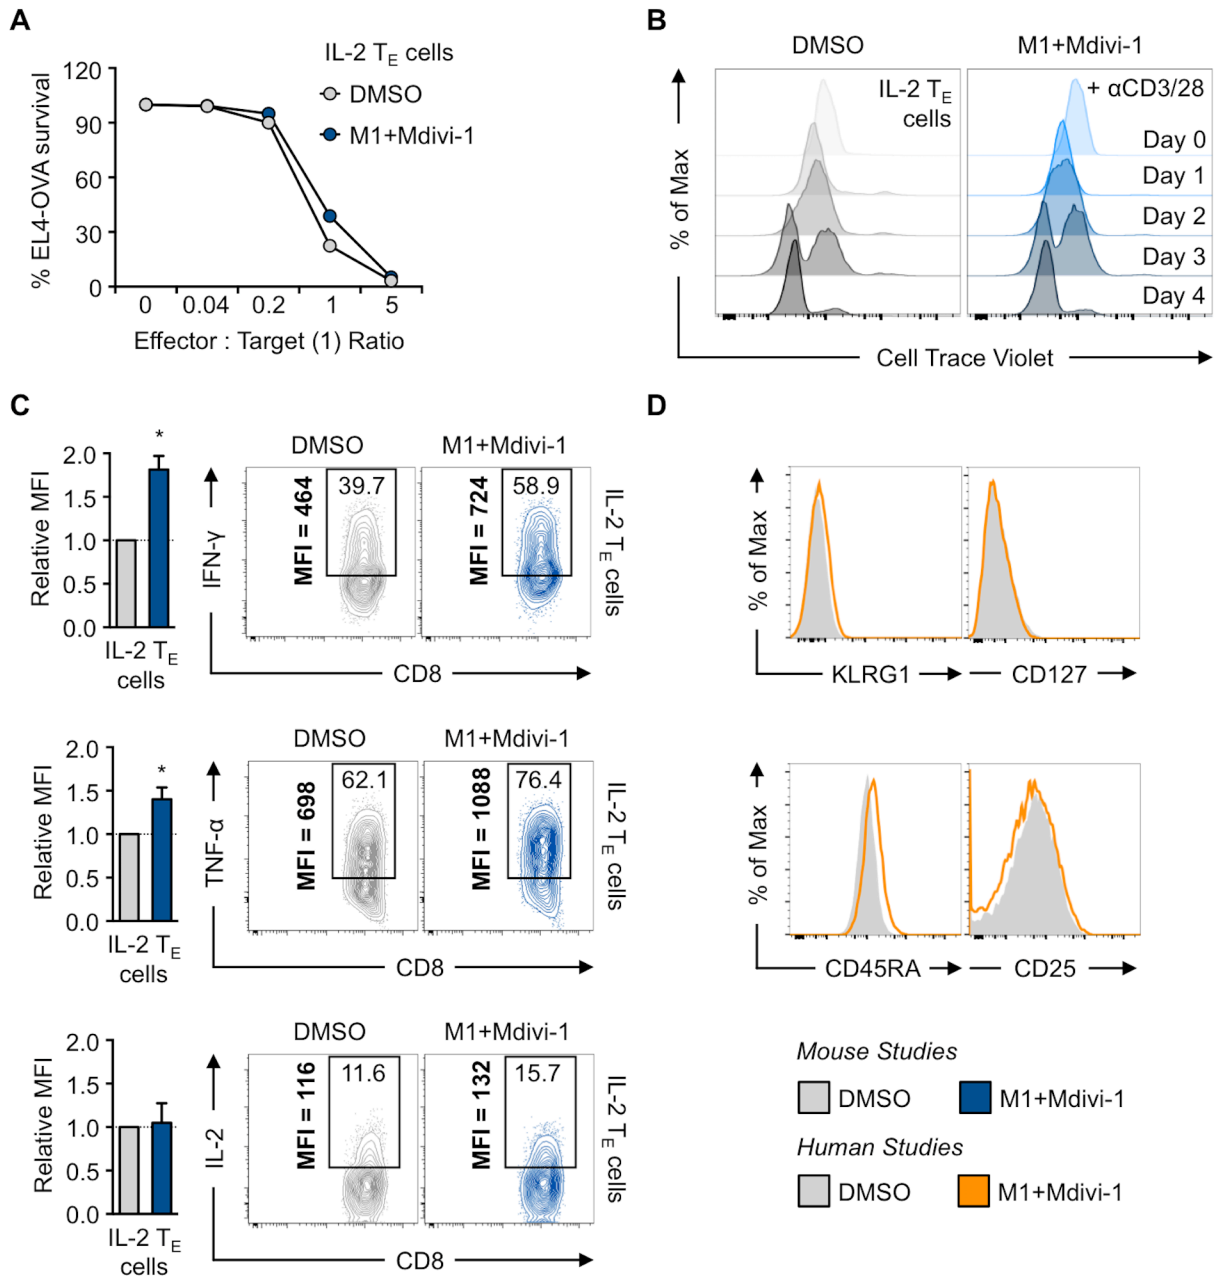 A
IL-2 TE cells
DMSO
M1+Mdivi-1
% EL4-OVA survival
120
90
60
30
0
0 0.04 0.2 1 5
Effector : Target (1) Ratio
B
DMSO M1+Mdivi-1
% of Max
IL-2 TE
cells
+ αCD3/28
Day 0
Day 1
Day 2
Day 3
Day 4
Cell Trace Violet
C
Relative MFI
2.0
1.5
1.0
0.5
0.0
*
IL-2 TE
cells
DMSO M1+Mdivi-1
IFN-γ
MFI = 464
39.7
MFI = 724
58.9
IL-2 TE cells
CD8
Relative MFI
2.0
1.5
1.0
0.5
0.0
*
IL-2 TE
cells
DMSO M1+Mdivi-1
TNF-α
MFI = 698
62.1
MFI = 1088
76.4
IL-2 TE cells
CD8
Relative MFI
2.0
1.5
1.0
0.5
0.0
IL-2 TE
cells
DMSO M1+Mdivi-1
IL-2
MFI = 116
11.6
MFI = 132
15.7
IL-2 TE cells
CD8
D
% of Max
KLRG1 CD127
% of Max
CD45RA CD25
Mouse Studies
DMSO M1+Mdivi-1
Human Studies
DMSO M1+Mdivi-1